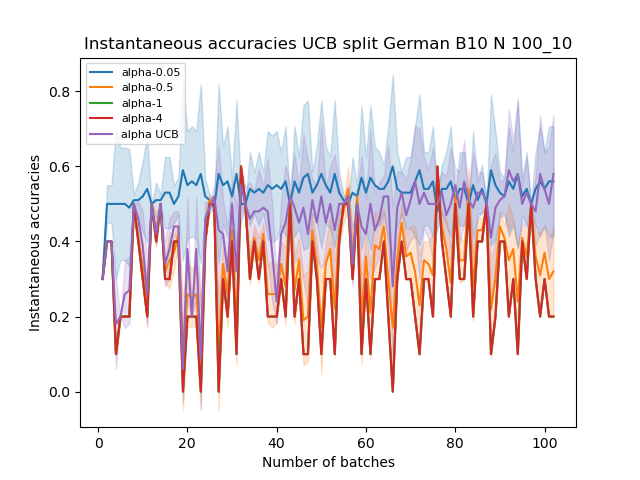 Instantaneous accuracies UCB split German B10 N 100_10
alpha-0.05
alpha-0.5
alpha-1
alpha-4
alpha UCB
Instantaneous accuracies
0.8
0.6
0.4
0.2
0.0
0 20 40 60 80 100
Number of batches